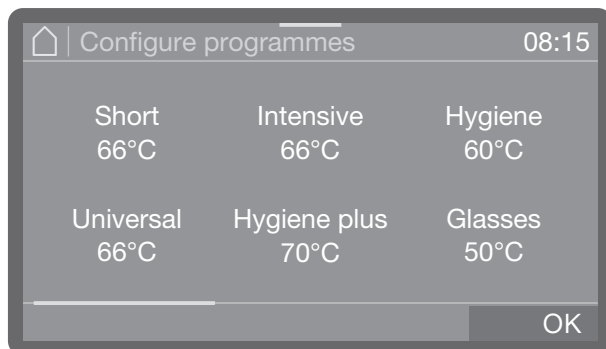 Configure programmes 08:15
Short Intensive Hygiene
66°C 66°C 60°C
Universal Hygiene plus Glasses
66°C 70°C 50°C
OK